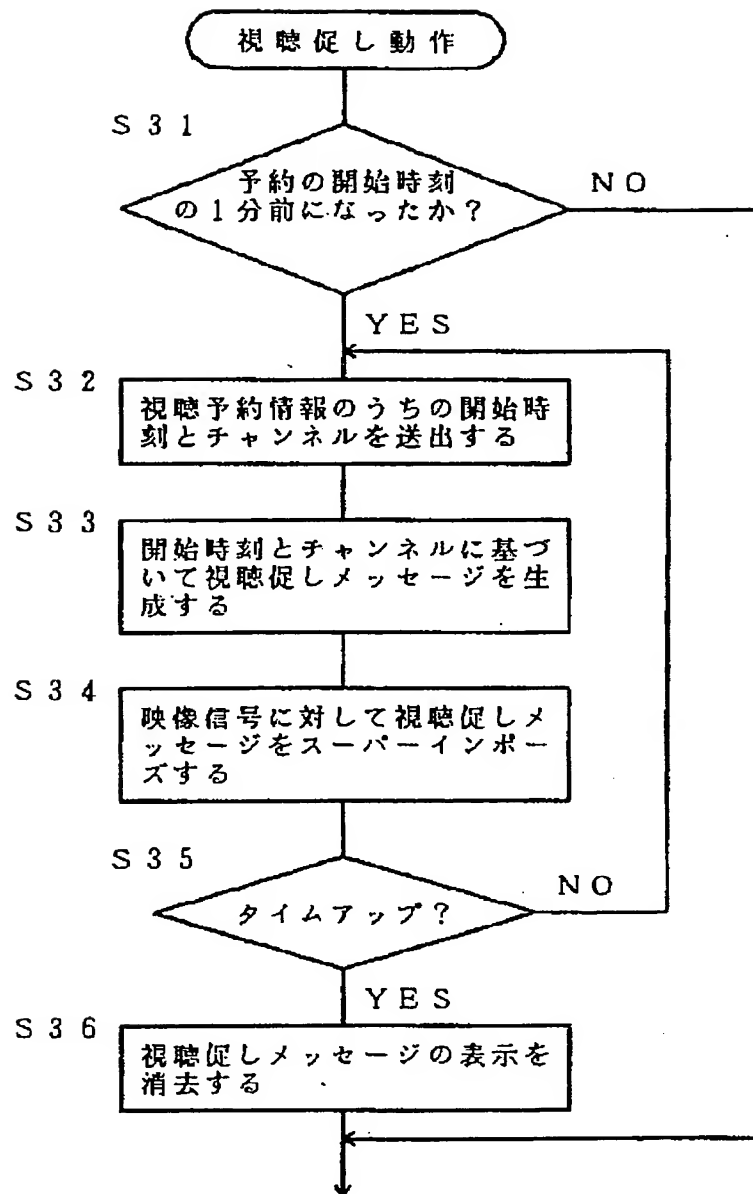 視聴促し動作
S31
予約の開始時刻
の1分前になったか?
NO
YES
S32
視聴予約情報のうちの開始時
刻とチャンネルを送出する
S33
開始時刻とチャンネルに基づ
いて視聴促しメッセージを生
成する
S34
映像信号に対して視聴促しメ
ッセージをスーパーインポー
ズする
S35
タイムアップ?
NO
YES
S36
視聴促しメッセージの表示を
消去する